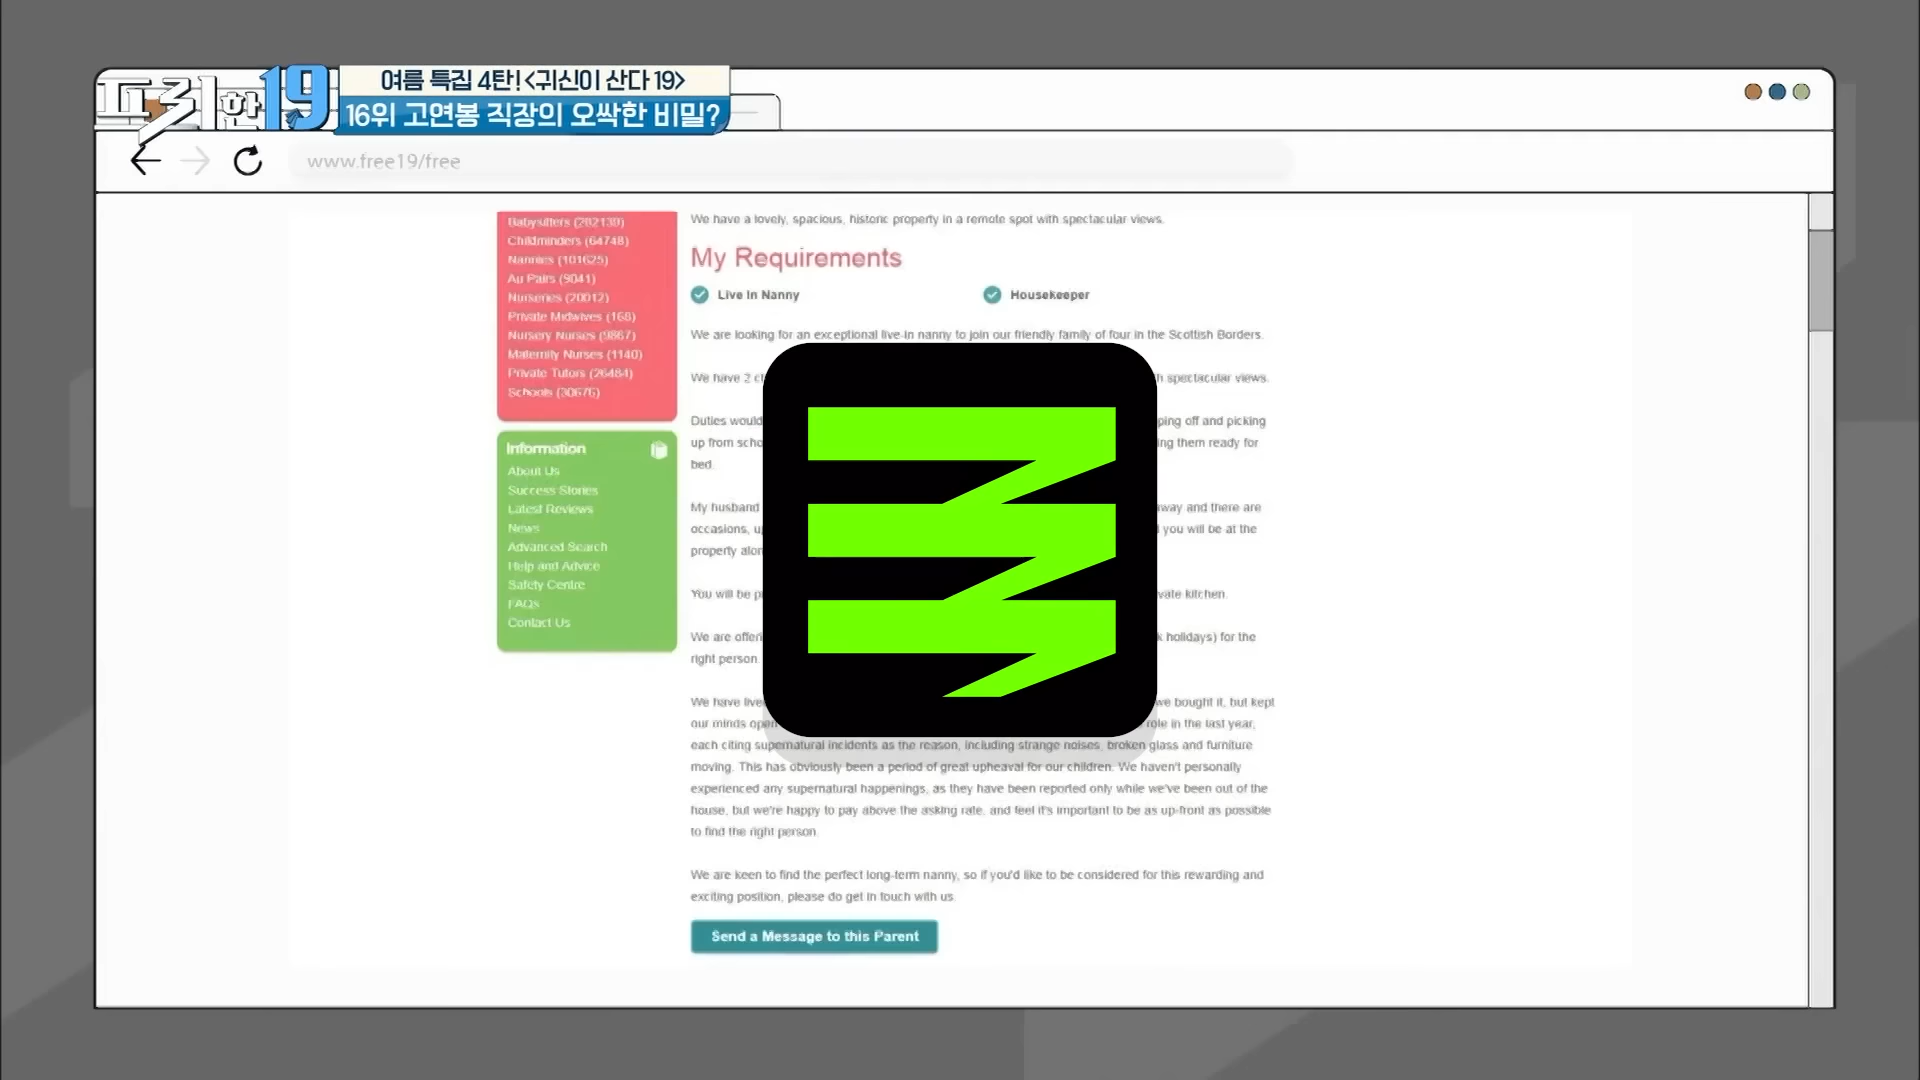 프리한19
여름 특집 4탄! <귀신이 산다 19>
16위 고연봉 직장의 오싹한 비밀?
www.free19/free
Babysitters (282139)
Childminders (64748)
Nannies (101625)
Au Pairs (9041)
Nurseries (20012)
Private Midwives (168)
Nursery Nurses (9867)
Maternity Nurses (1140)
Private Tutors (26484)
Schools (30676)
Information
About Us
Success Stories
Latest Reviews
News
Advanced Search
Help and Advice
Safety Centre
FAQs
Contact Us
We have a lovely, spacious, historic property in a remote spot with spectacular views.
My Requirements
Live In Nanny
Housekeeper
We are looking for an exceptional live-in nanny to join our friendly family of four in the Scottish Borders.
We have 2 spectacular views.
Duties would ping off and picking
up from ing them ready for
bed.
My husband way and there are
occasions, you will be at the
property
You will be kitchen.
We are holidays) for the
right person.
We have we bought it, but kept
our minds role in the last year,
each citing supernatural incidents as the reason, including strange noises, broken glass and furniture
moving. This has obviously been a period of great upheaval for our children. We haven't personally
experienced any supernatural happenings, as they have been reported only while we've been out of the
house, but we're happy to pay above the asking rate, and feel it's important to be as up-front as possible
to find the right person.
We are keen to find the perfect long-term nanny, so if you'd like to be considered for this rewarding and
exciting position, please do get in touch with us.
Send a Message to this Parent